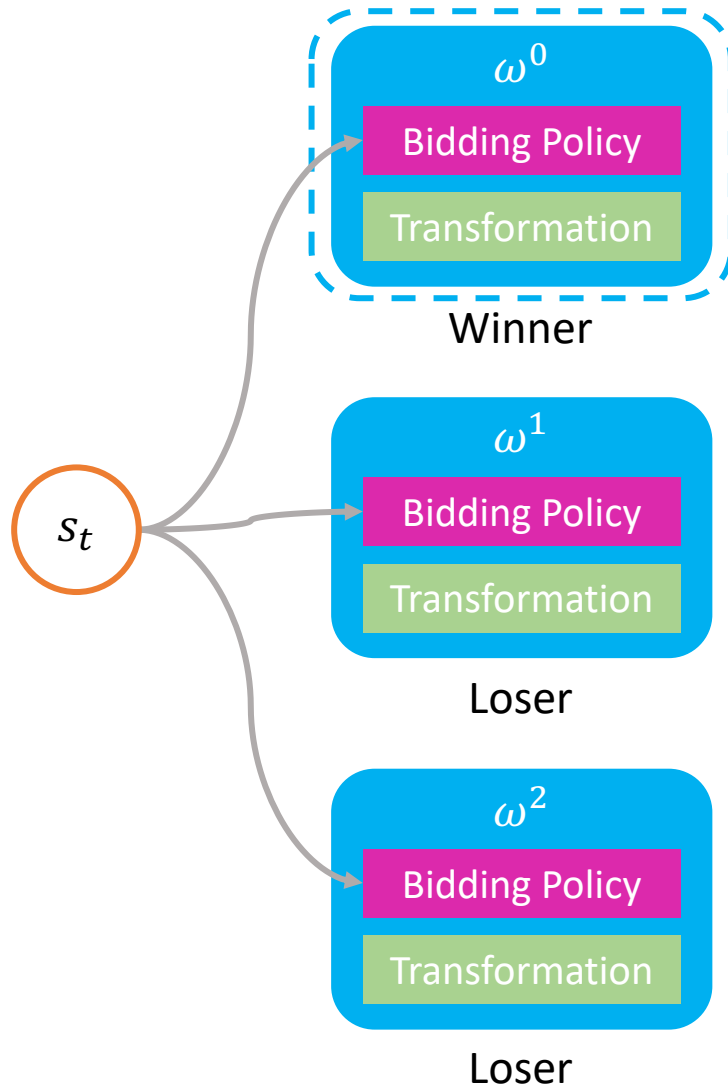 ω⁰
Bidding Policy
Transformation
Winner
s_t
ω¹
Bidding Policy
Transformation
Loser
ω²
Bidding Policy
Transformation
Loser